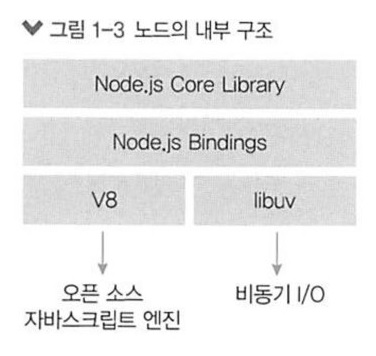 그림 1-3 노드의 내부 구조
Node.js Core Library
Node.js Bindings
V8
libuv
오픈 소스
자바스크립트 엔진
비동기 I/O